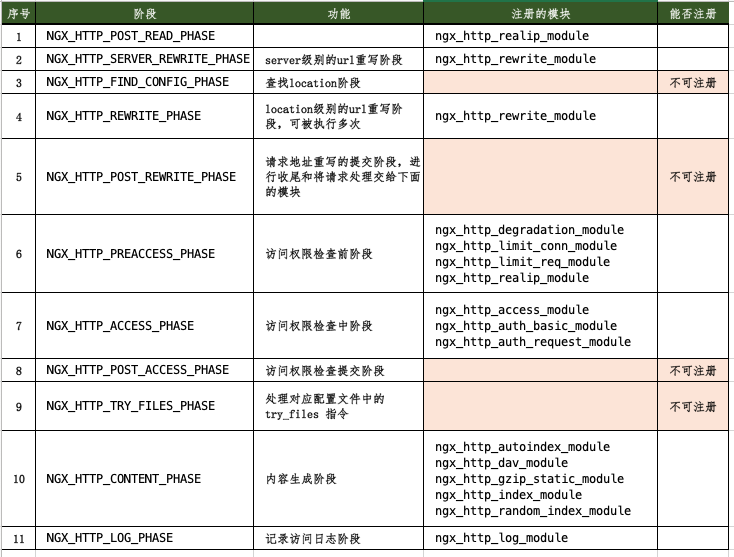 序号 阶段 功能 注册的模块 能否注册
1 NGX_HTTP_POST_READ_PHASE ngx_http_realip_module
2 NGX_HTTP_SERVER_REWRITE_PHASE server级别的url重写阶段 ngx_http_rewrite_module
3 NGX_HTTP_FIND_CONFIG_PHASE 查找location阶段 不可注册
4 NGX_HTTP_REWRITE_PHASE location级别的url重写阶
段，可被执行多次 ngx_http_rewrite_module
5 NGX_HTTP_POST_REWRITE_PHASE 请求地址重写的提交阶段，进
行收尾和将请求处理交给下面
的模块 不可注册
6 NGX_HTTP_PREACCESS_PHASE 访问权限检查前阶段 ngx_http_degradation_module
ngx_http_limit_conn_module
ngx_http_limit_req_module
ngx_http_realip_module
7 NGX_HTTP_ACCESS_PHASE 访问权限检查中阶段 ngx_http_access_module
ngx_http_auth_basic_module
ngx_http_auth_request_module
8 NGX_HTTP_POST_ACCESS_PHASE 访问权限检查提交阶段 不可注册
9 NGX_HTTP_TRY_FILES_PHASE 处理对应配置文件中的
try_files 指令 不可注册
10 NGX_HTTP_CONTENT_PHASE 内容生成阶段 ngx_http_autoindex_module
ngx_http_dav_module
ngx_http_gzip_static_module
ngx_http_index_module
ngx_http_random_index_module
11 NGX_HTTP_LOG_PHASE 记录访问日志阶段 ngx_http_log_module